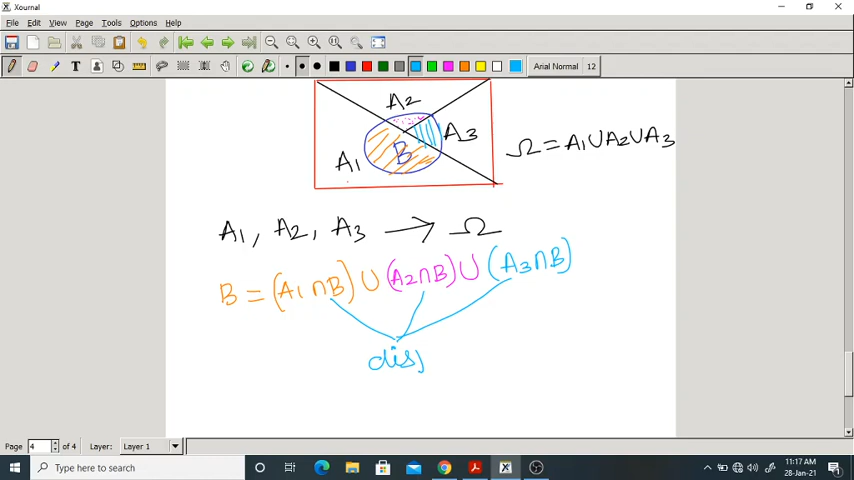 Xournal
File Edit View Page Tools Options Help
Arial Normal 12
A2
A3
A1
B
Ω = A1 ∪ A2 ∪ A3
A1, A2, A3 → Ω
B = (A1 ∩ B) ∪ (A2 ∩ B) ∪ (A3 ∩ B)
disj
Page 4 of 4 Layer: Layer 1
Type here to search
11:17 AM
28-Jan-21